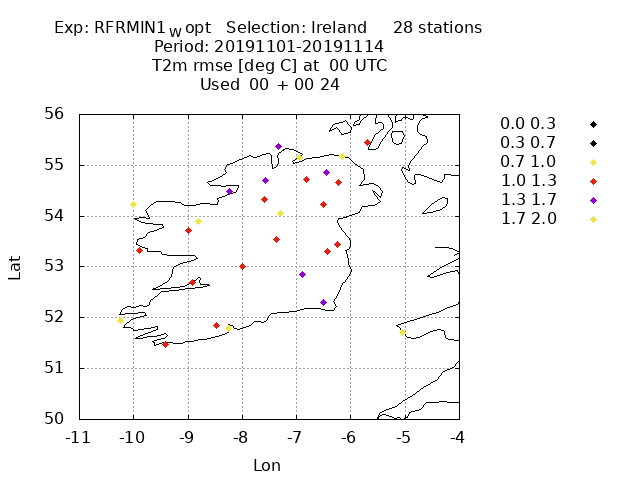 Exp: RFRMIN1_W opt Selection: Ireland 28 stations
Period: 20191101-20191114
T2m rmse [deg C] at 00 UTC
Used 00 + 00 24
56
55
54
53
52
51
50
-11 -10 -9 -8 -7 -6 -5 -4
Lat
Lon
0.0 0.3
0.3 0.7
0.7 1.0
1.0 1.3
1.3 1.7
1.7 2.0